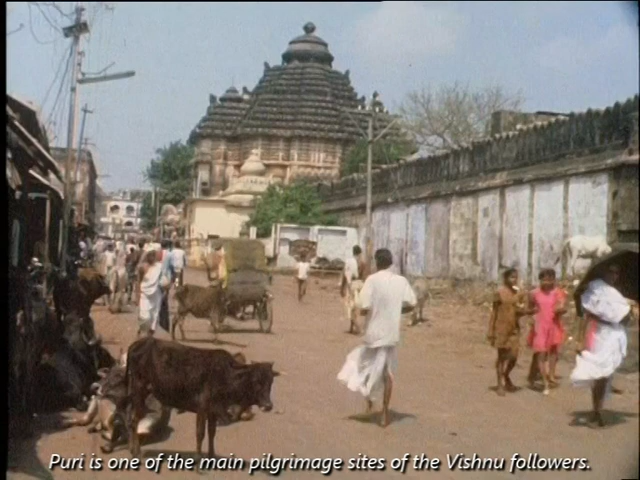 Puri is one of the main pilgrimage sites of the Vishnu followers.